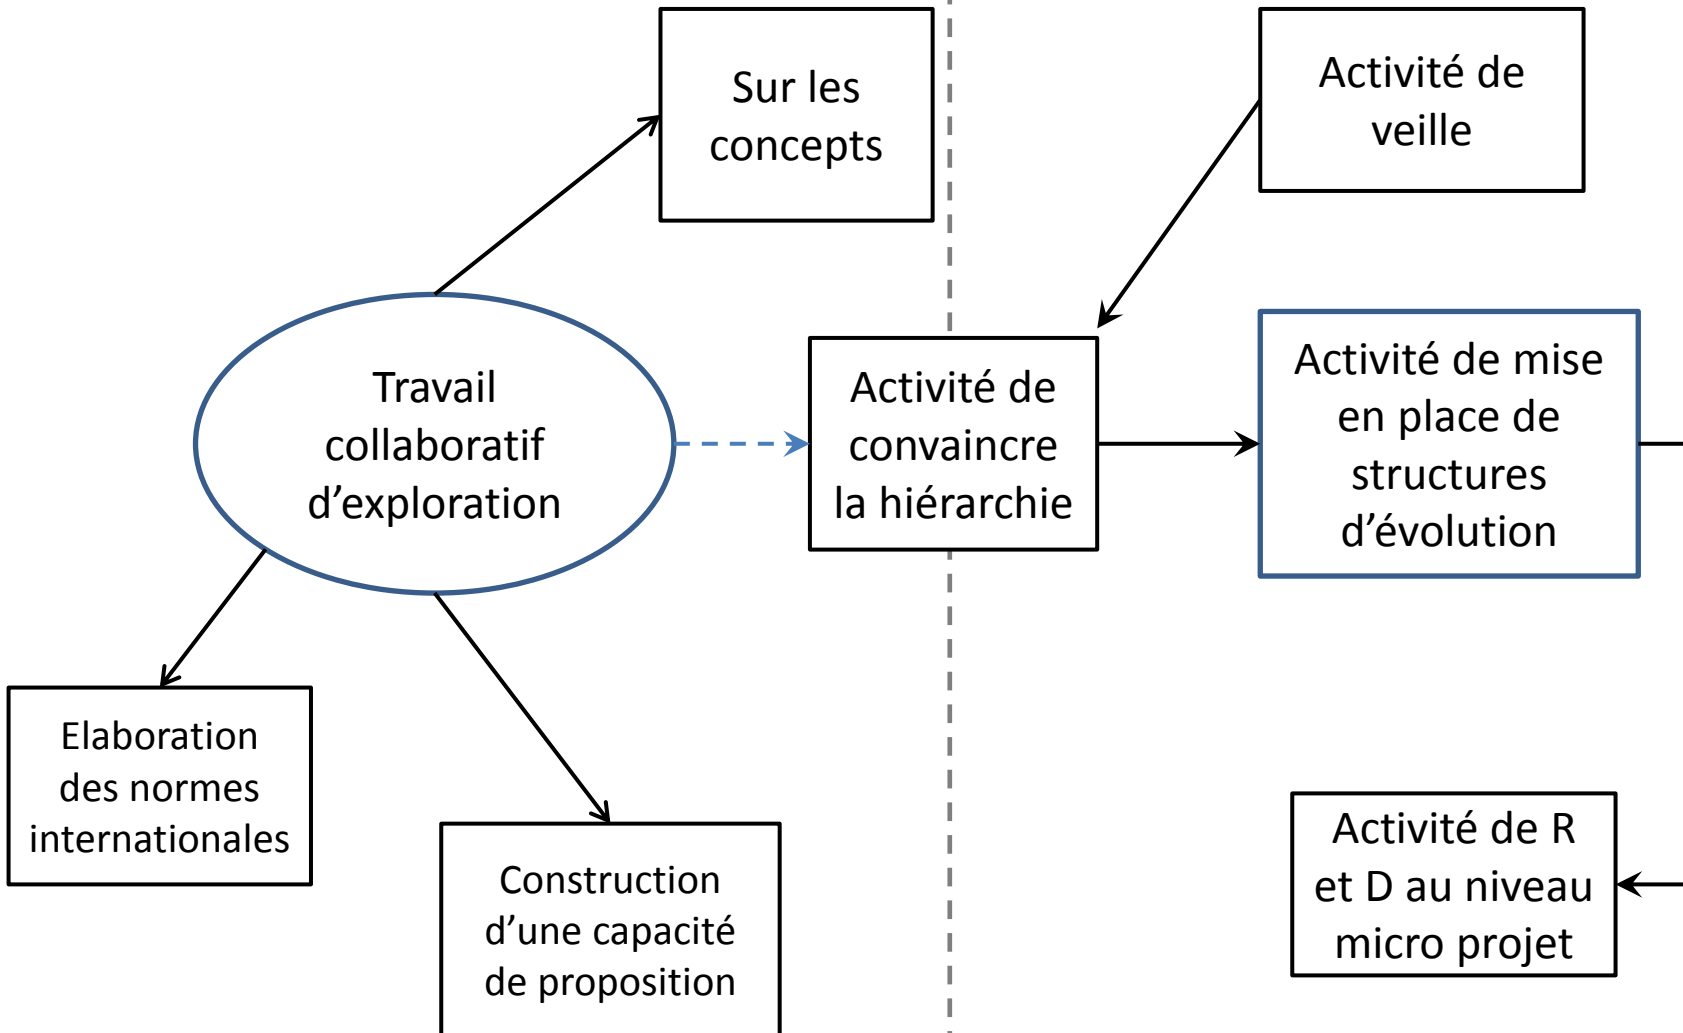 Sur les
concepts
Activité de
veille
Travail
collaboratif
d’exploration
Activité de
convaincre
la hiérarchie
Activité de mise
en place de
structures
d’évolution
Elaboration
des normes
internationales
Construction
d’une capacité
de proposition
Activité de R
et D au niveau
micro projet